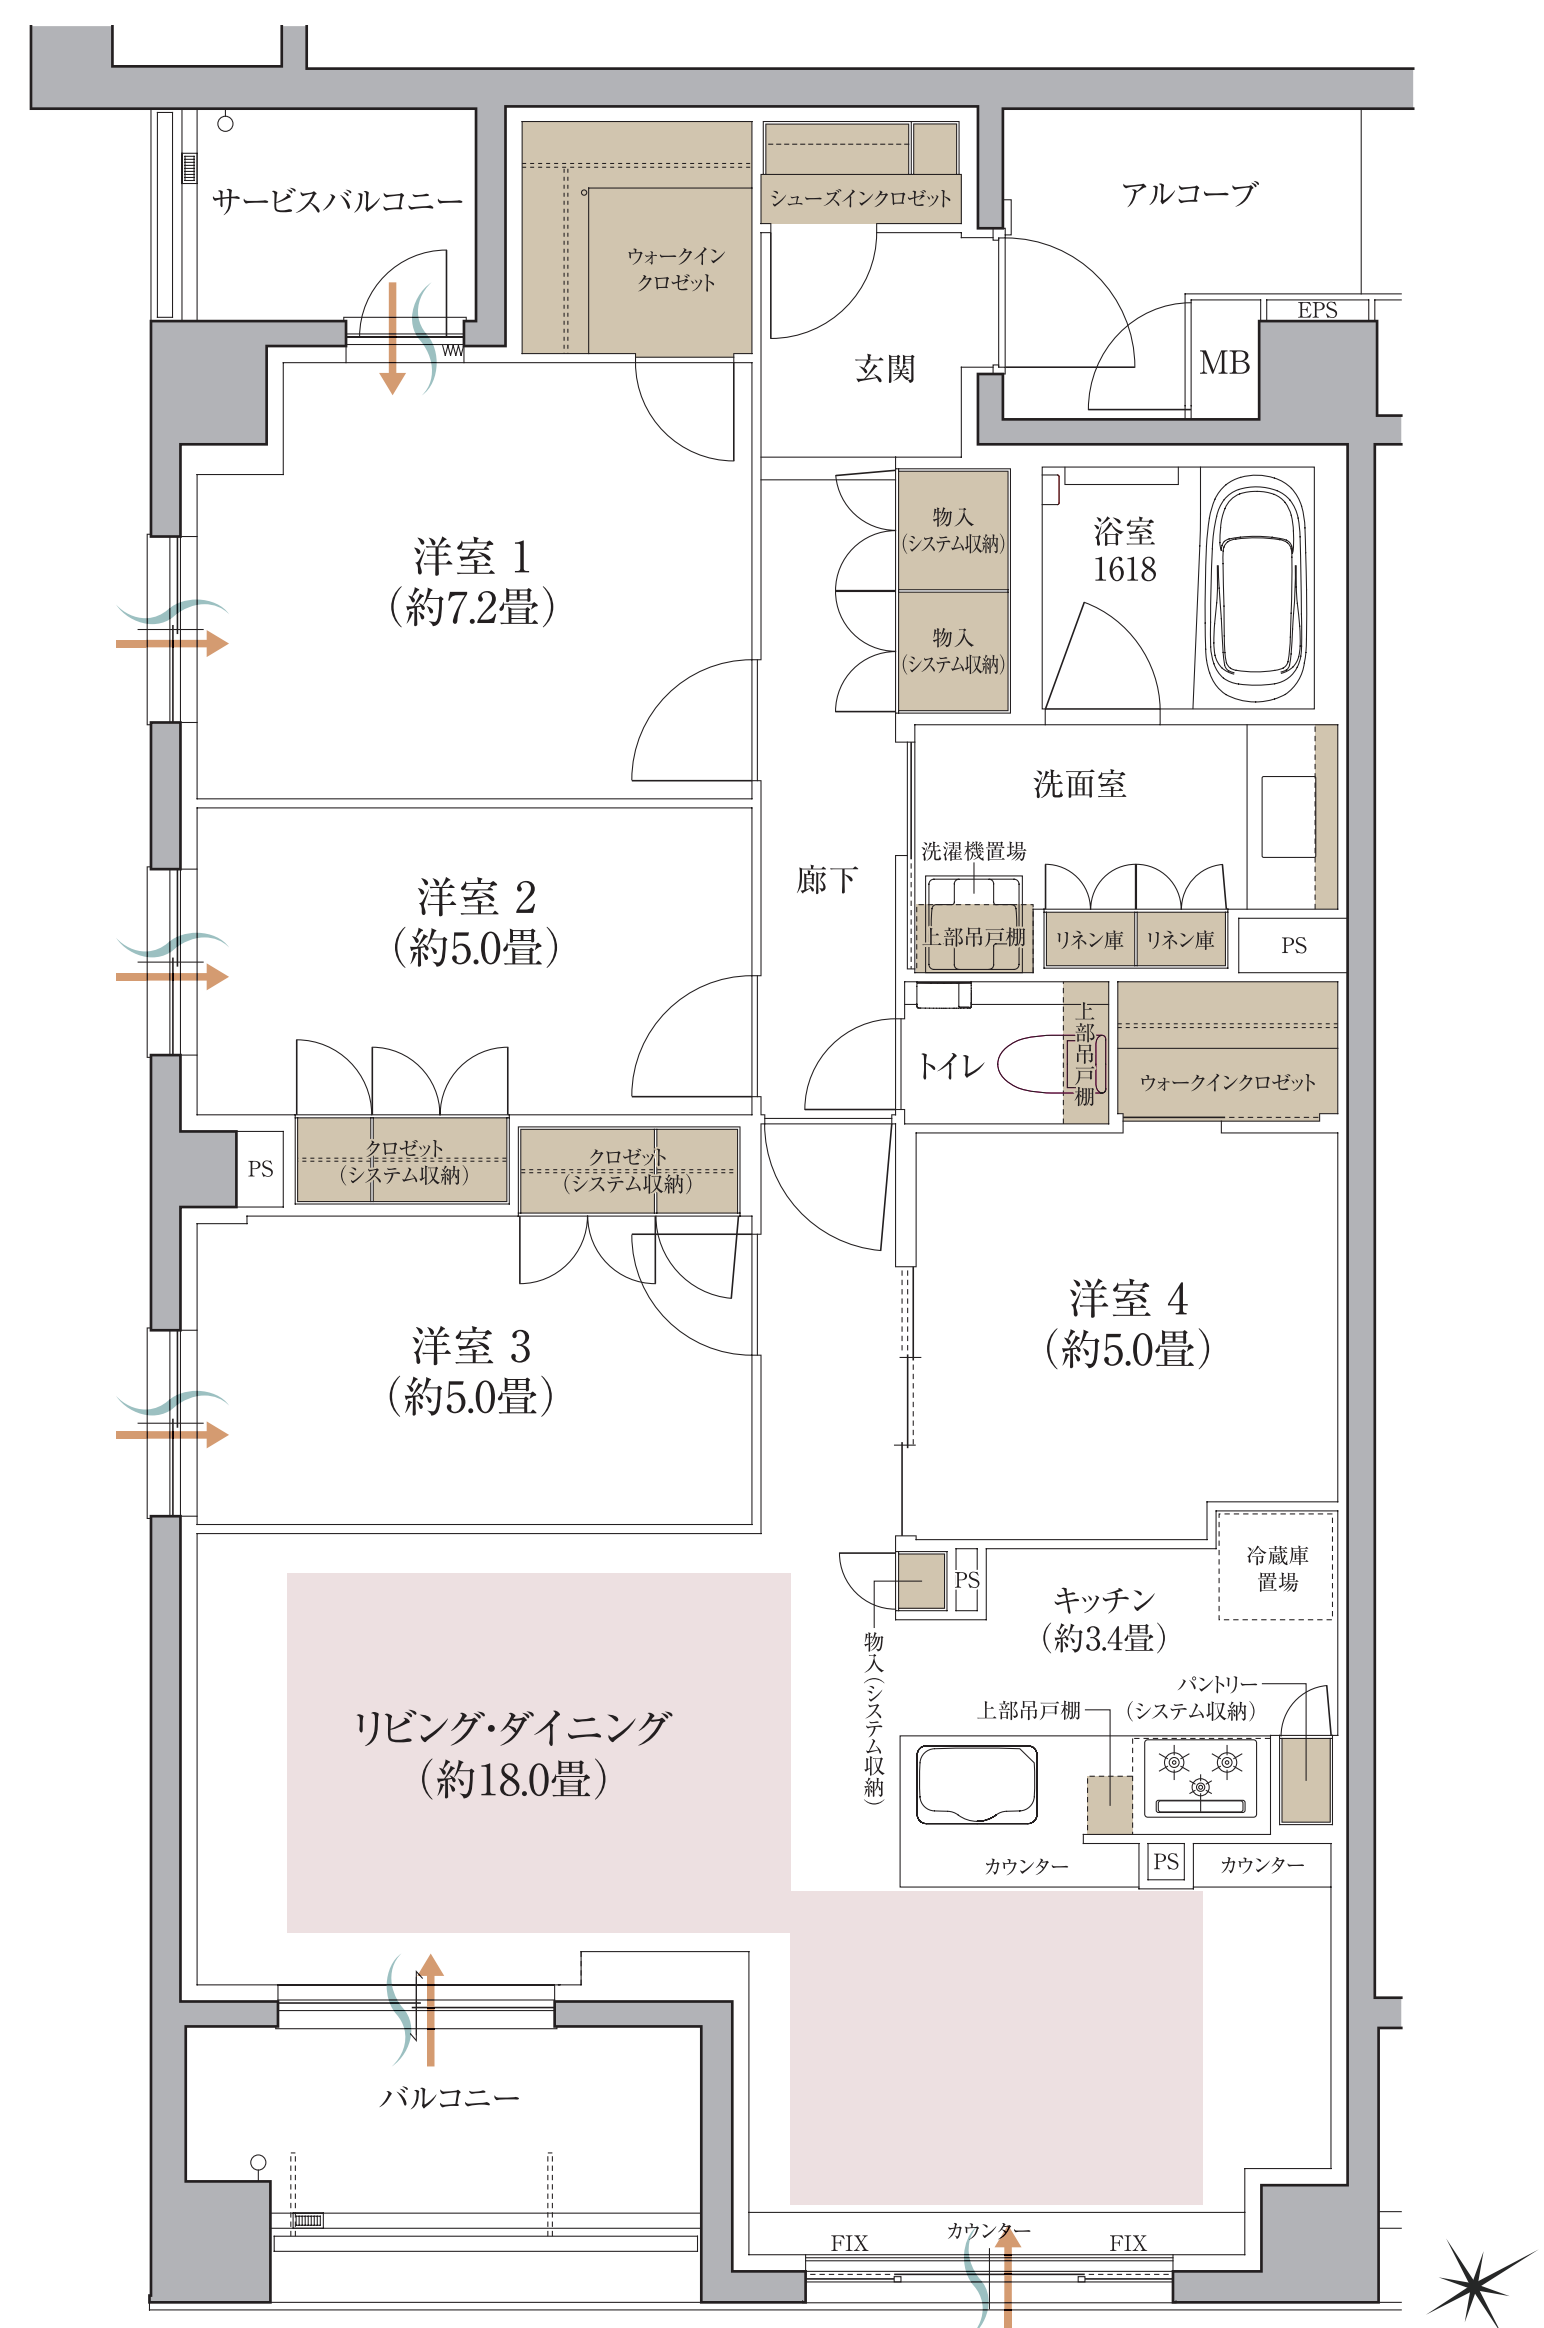 サービスバルコニー
ウォークイン
クロゼット
シューズインクロゼット
アルコーブ
EPS
MB
玄関
洋室 1
（約7.2畳）
物入
（システム収納）
物入
（システム収納）
浴室
1618
洗面室
洗濯機置場
上部吊戸棚
リネン庫
リネン庫
PS
洋室 2
（約5.0畳）
廊下
トイレ
上部吊戸棚
ウォークインクロゼット
PS
クロゼット
（システム収納）
クロゼット
（システム収納）
洋室 3
（約5.0畳）
洋室 4
（約5.0畳）
冷蔵庫
置場
PS
キッチン
（約3.4畳）
物入（システム収納）
パントリー
（システム収納）
上部吊戸棚
リビング・ダイニング
（約18.0畳）
カウンター
PS
カウンター
バルコニー
カウンター
FIX
FIX